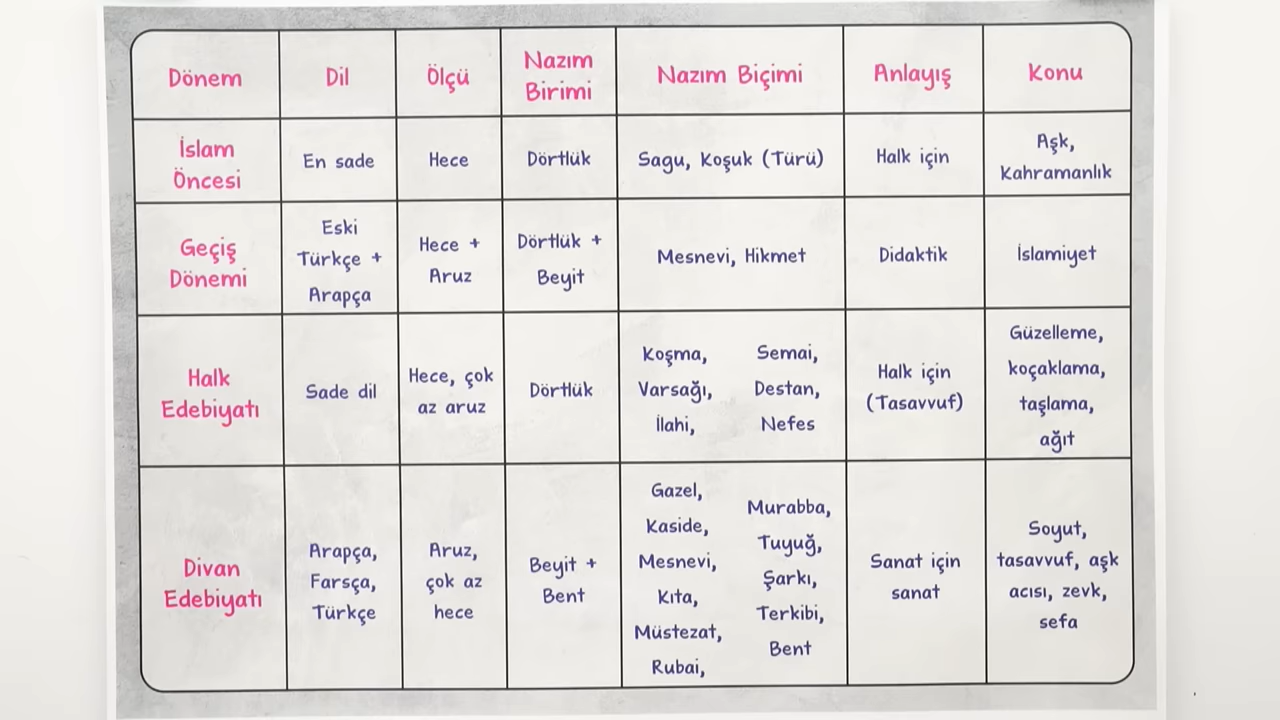 Dönem
Dil
Ölçü
Nazım
Birimi
Nazım Biçimi
Anlayış
Konu
İslam
Öncesi
En sade
Hece
Dörtlük
Sagu, Koşuk (Türü)
Halk için
Aşk,
Kahramanlık
Geçiş
Dönemi
Eski
Türkçe +
Arapça
Hece +
Aruz
Dörtlük +
Beyit
Mesnevi, Hikmet
Didaktik
İslamiyet
Halk
Edebiyatı
Sade dil
Hece, çok
az aruz
Dörtlük
Koşma,
Varsağı,
İlahi,
Semai,
Destan,
Nefes
Halk için
(Tasavvuf)
Güzelleme,
koçaklama,
taşlama,
ağıt
Divan
Edebiyatı
Arapça,
Farsça,
Türkçe
Aruz,
çok az
hece
Beyit +
Bent
Gazel,
Kaside,
Mesnevi,
Kıta,
Müstezat,
Rubai,
Murabba,
Tuyuğ,
Şarkı,
Terkibi,
Bent
Sanat için
sanat
Soyut,
tasavvuf, aşk
acısı, zevk,
sefa